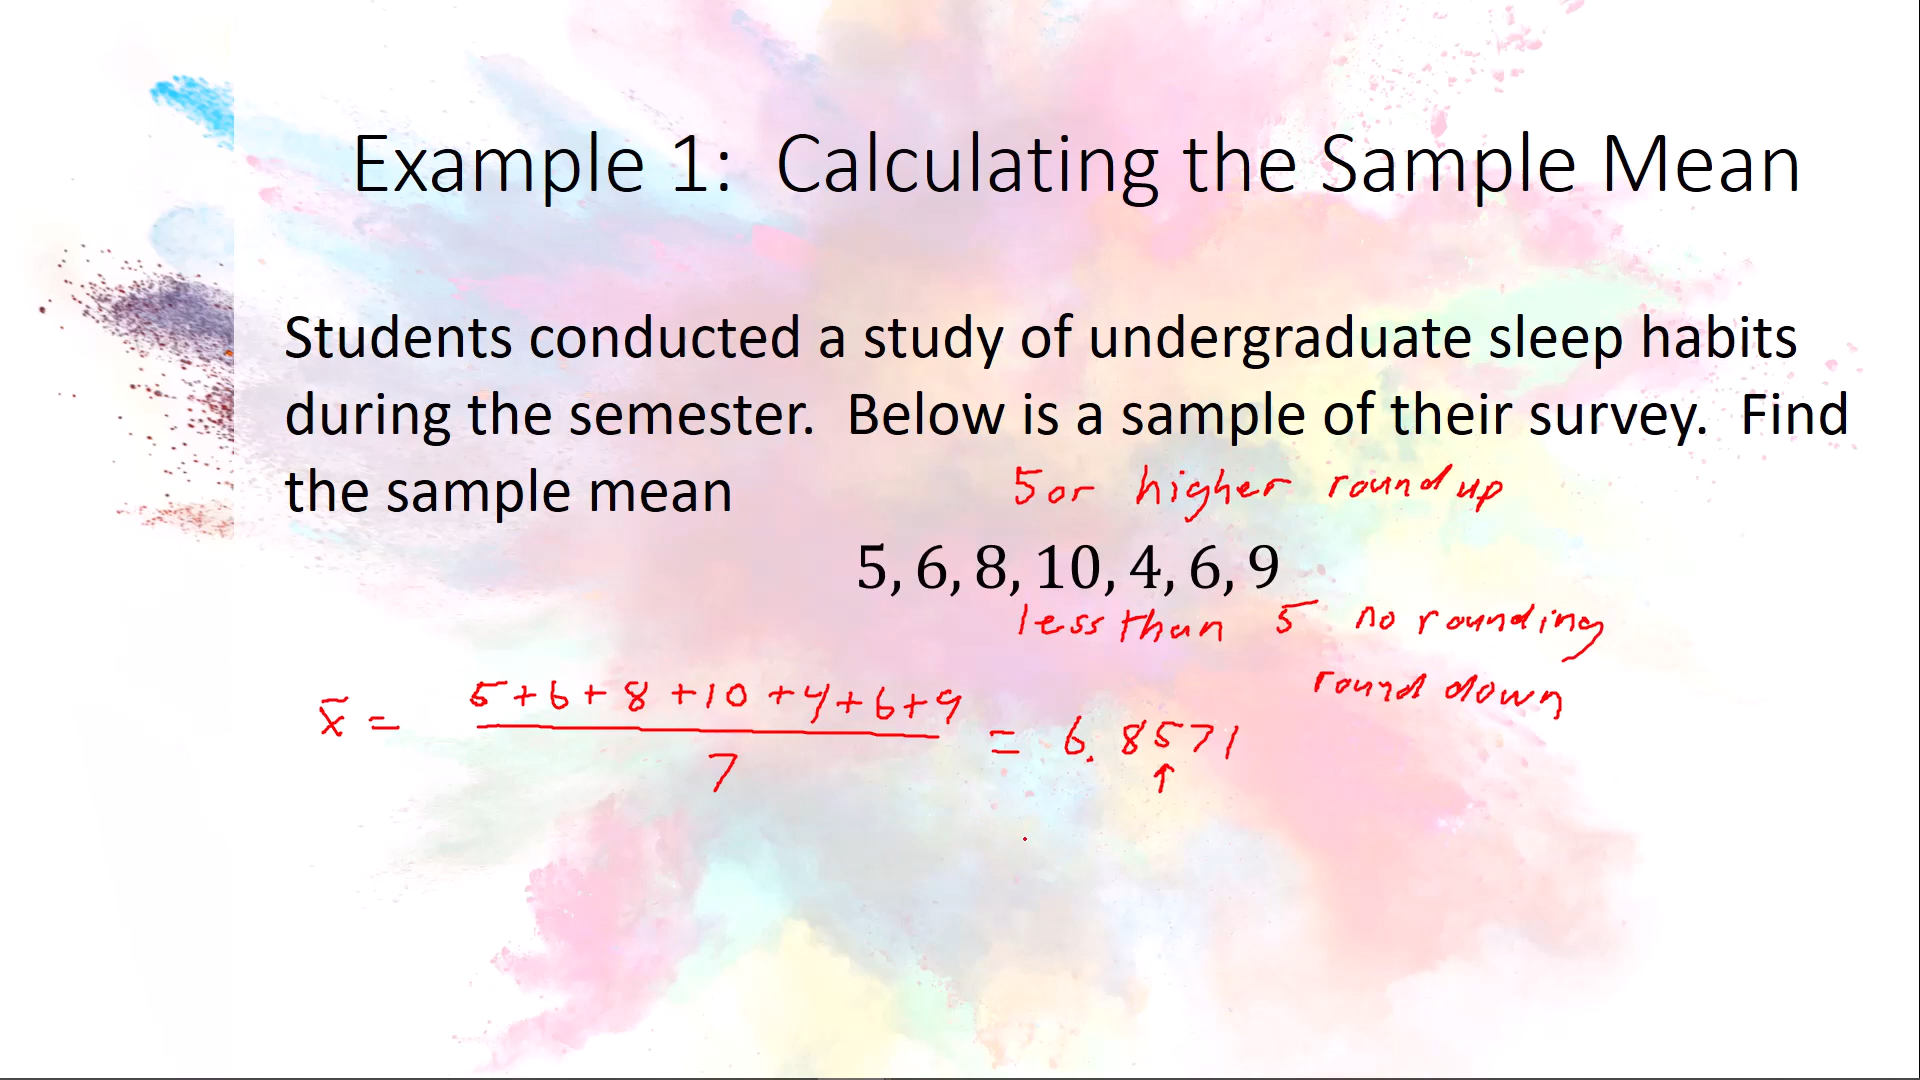 Example 1: Calculating the Sample Mean
Students conducted a study of undergraduate sleep habits
during the semester. Below is a sample of their survey. Find
the sample mean
5 or higher round up
5, 6, 8, 10, 4, 6, 9
less than 5 no rounding
round down
x̄ = 5+6+8+10+4+6+9 = 6.8571
7
↑